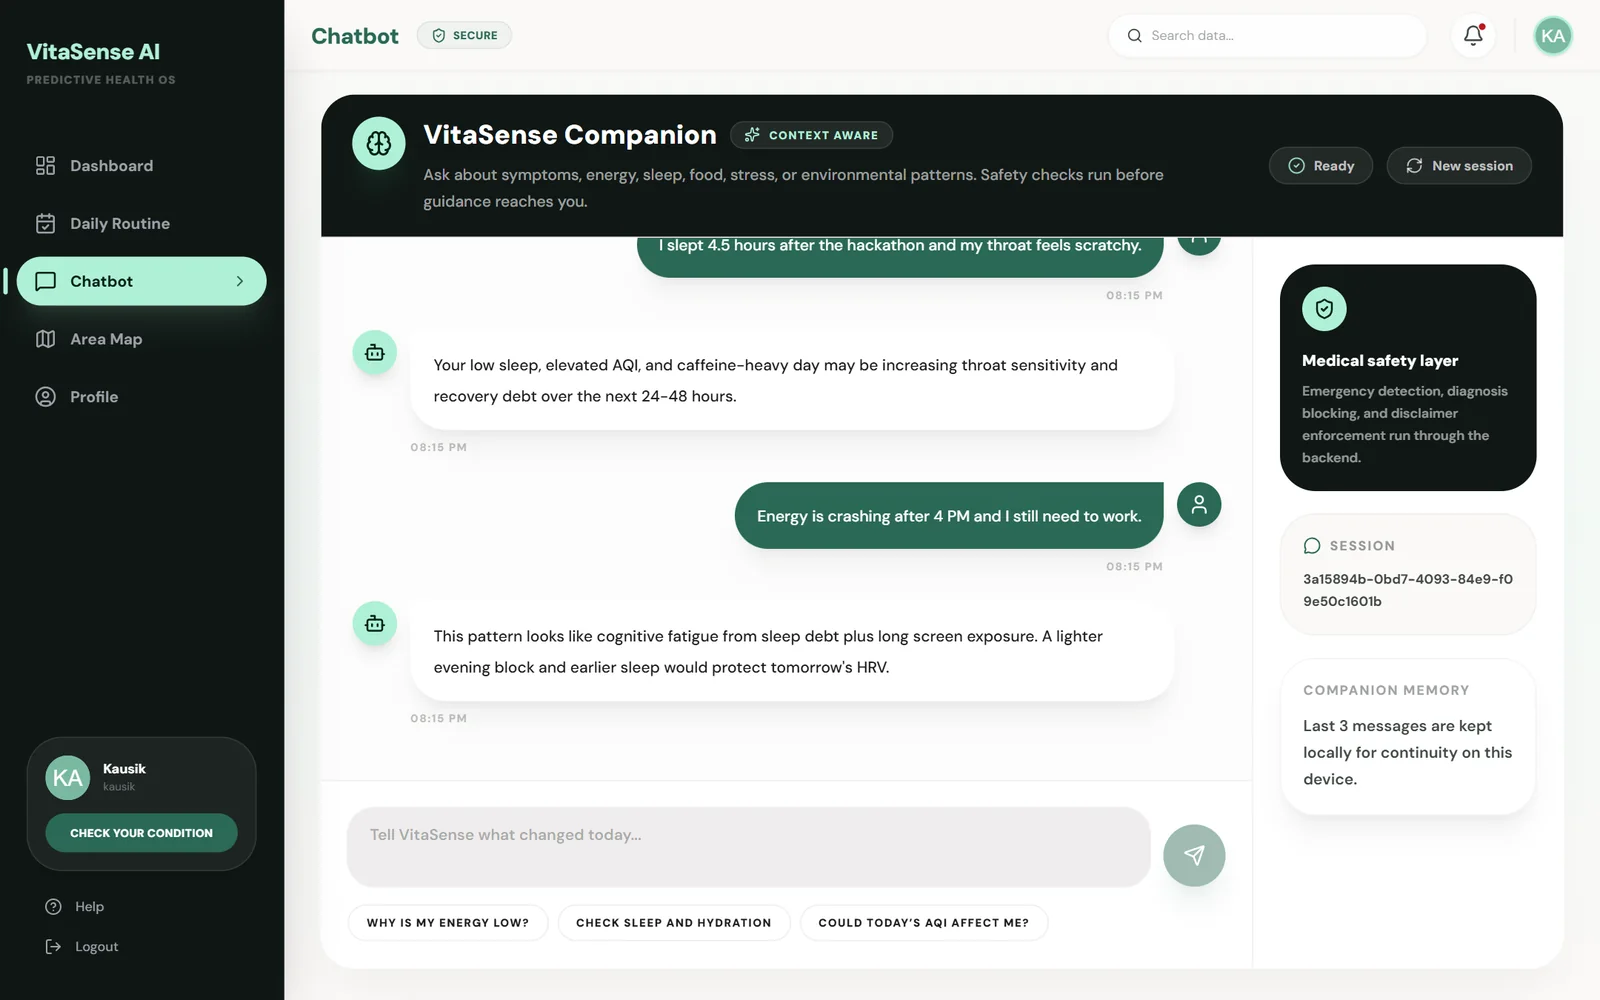 VitaSense AI
PREDICTIVE HEALTH OS
Dashboard
Daily Routine
Chatbot
Area Map
Profile
KA
Kausik
kausik
CHECK YOUR CONDITION
Help
Logout
Chatbot
SECURE
Search data...
KA
VitaSense Companion
CONTEXT AWARE
Ask about symptoms, energy, sleep, food, stress, or environmental patterns. Safety checks run before
guidance reaches you.
Ready
New session
I slept 4.5 hours after the hackathon and my throat feels scratchy.
08:15 PM
Your low sleep, elevated AQI, and caffeine-heavy day may be increasing throat sensitivity and
recovery debt over the next 24-48 hours.
08:15 PM
Energy is crashing after 4 PM and I still need to work.
08:15 PM
This pattern looks like cognitive fatigue from sleep debt plus long screen exposure. A lighter
evening block and earlier sleep would protect tomorrow's HRV.
08:15 PM
Tell VitaSense what changed today...
WHY IS MY ENERGY LOW?
CHECK SLEEP AND HYDRATION
COULD TODAY'S AQI AFFECT ME?
Medical safety layer
Emergency detection, diagnosis
blocking, and disclaimer
enforcement run through the
backend.
SESSION
3a15894b-0bd7-4093-84e9-f0
9e50c1601b
COMPANION MEMORY
Last 3 messages are kept
locally for continuity on this
device.